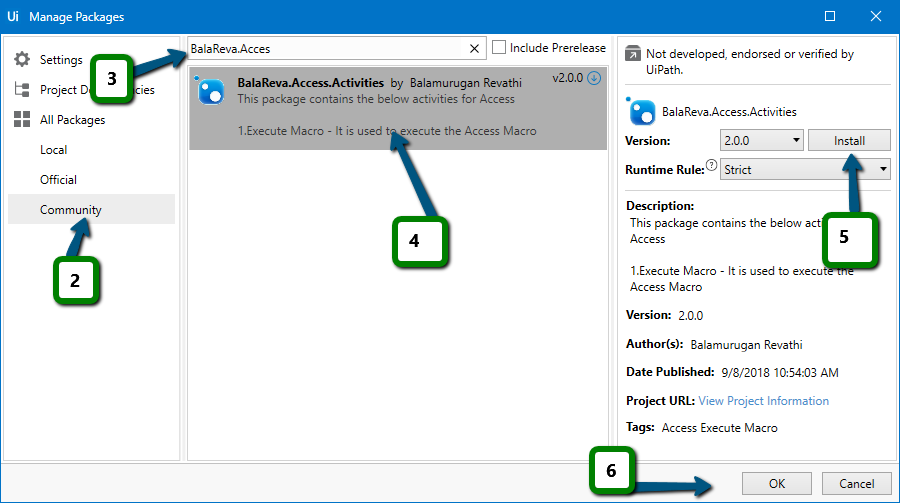 Ui Manage Packages
Settings
Project De cies
All Packages
Local
Official
Community
BalaReva.Acces
Include Prerelease
BalaReva.Access.Activities by Balamurugan Revathi
v2.0.0
This package contains the below activities for Access
1.Execute Macro - It is used to execute the Access Macro
Not developed, endorsed or verified by
UiPath.
BalaReva.Access.Activities
Version: 2.0.0 Install
Runtime Rule: ? Strict
Description:
This package contains the below acti for
Access
1.Execute Macro - It is used to execute the
Access Macro
Version: 2.0.0
Author(s): Balamurugan Revathi
Date Published: 9/8/2018 10:54:03 AM
Project URL: View Project Information
Tags: Access Execute Macro
OK
Cancel
2
3
4
5
6